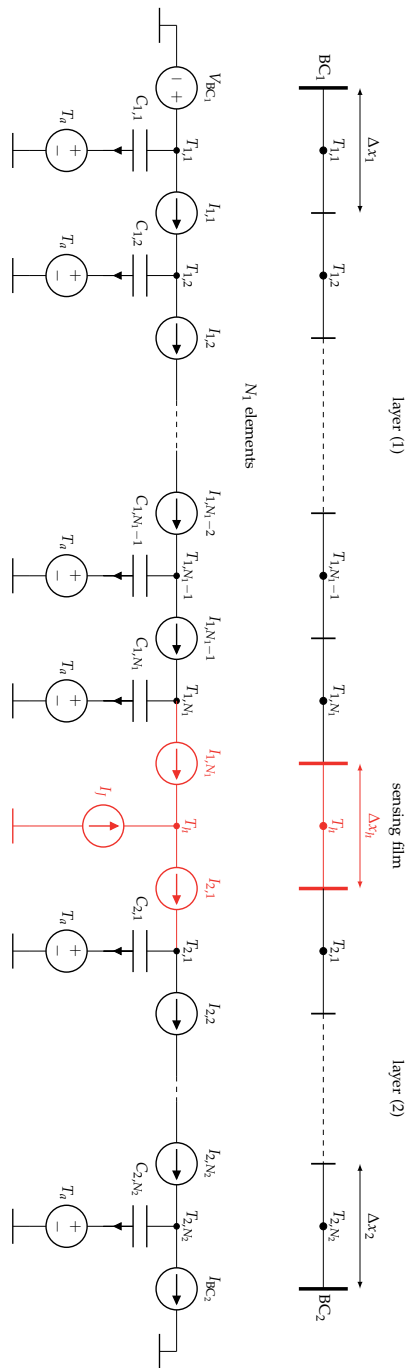 layer (1) sensing film layer (2)
Δx₁ Δxₕ Δx₂
BC₁ T₁,₁ T₁,₂ T₁,N₁−1 T₁,N₁ Tₕ T₂,₁ T₂,N₂ BC₂
N₁ elements
V_BC₁ I₁,₁ I₁,₂ I₁,N₁−2 I₁,N₁−1 I₁,N₁ I₂,₁ I₂,₂ I₂,N₂ I_BC₂
− + T₁,₁ T₁,₂ T₁,N₁−1 T₁,N₁ Tₕ T₂,₁ T₂,N₂
C₁,₁ C₁,₂ C₁,N₁−1 C₁,N₁ C₂,₁ C₂,N₂
Tₐ Tₐ Tₐ Tₐ I_J Tₐ Tₐ
+ + + + + +
− − − − − −